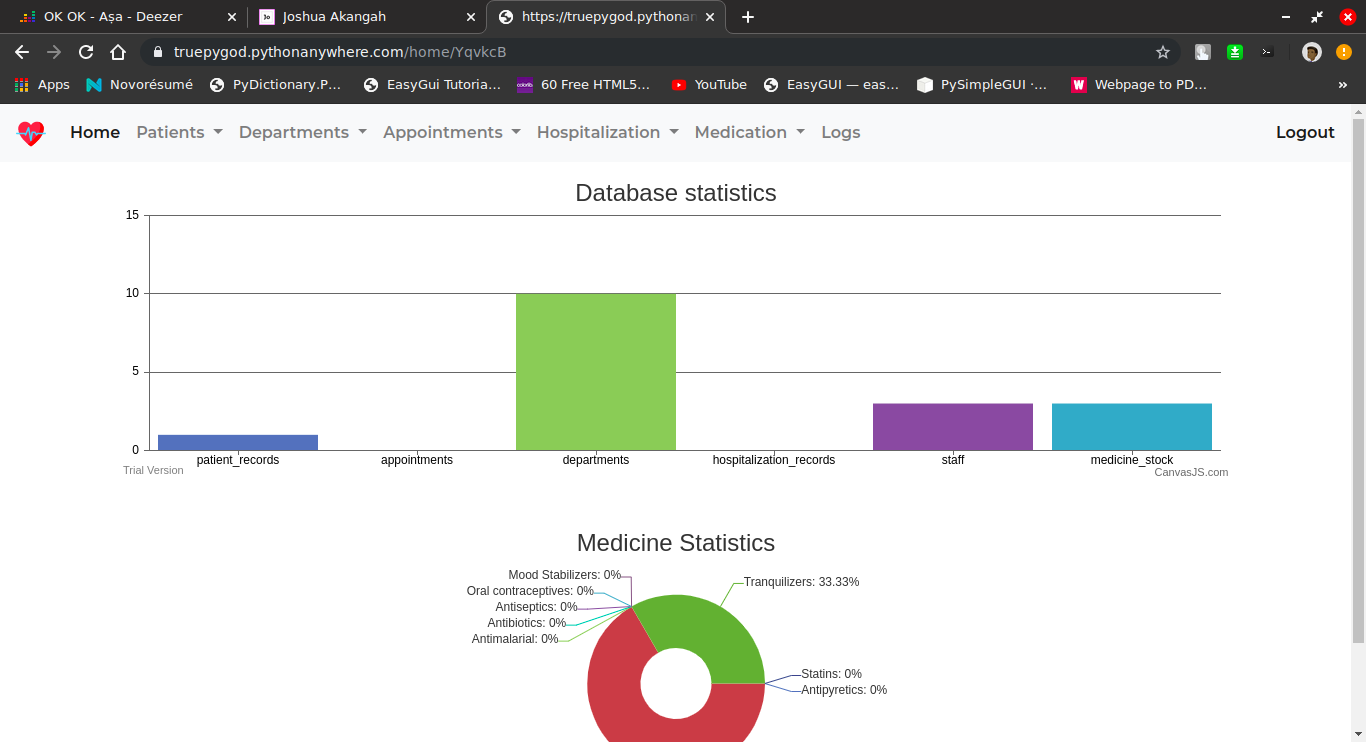 OK OK - Aṣa - Deezer
Joshua Akangah
https://truepygod.pythonan
truepygod.pythonanywhere.com/home/YqvkcB
Apps Novorésumé PyDictionary.P... EasyGui Tutoria... colorlib 60 Free HTML5... YouTube EasyGUI — eas... PySimpleGUI ·... W Webpage to PD... »
Home Patients Departments Appointments Hospitalization Medication Logs Logout
Database statistics
15
10
5
0
patient_records appointments departments hospitalization_records staff medicine_stock
Trial Version CanvasJS.com
Medicine Statistics
Mood Stabilizers: 0%
Tranquilizers: 33.33%
Oral contraceptives: 0%
Antiseptics: 0%
Antibiotics: 0%
Antimalarial: 0%
Statins: 0%
Antipyretics: 0%